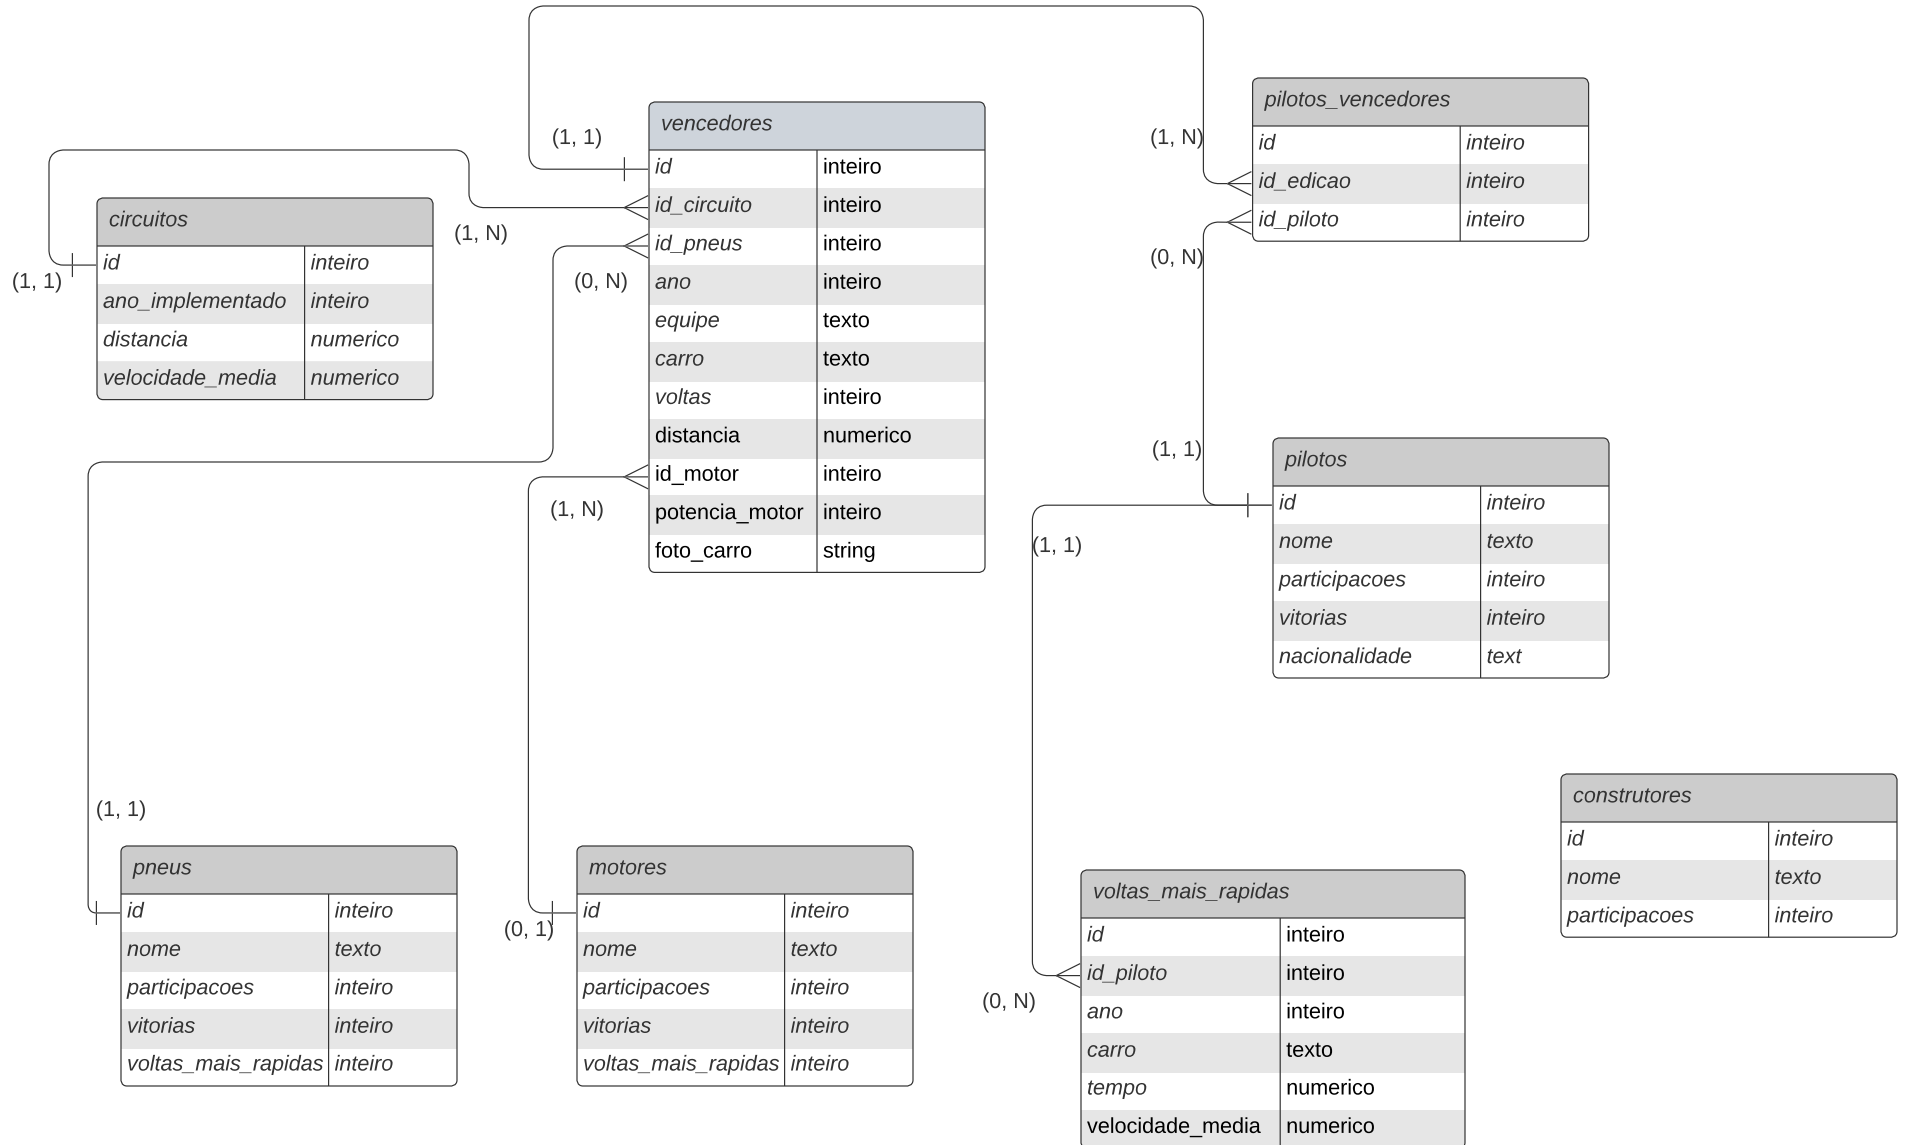 vencedores
(1, 1)
id inteiro
id_circuito inteiro
(1, N)
id_pneus inteiro
(0, N)
ano inteiro
equipe texto
carro texto
voltas inteiro
distancia numerico
id_motor inteiro
(1, N)
potencia_motor inteiro
foto_carro string
circuitos
id inteiro
(1, 1)
ano_implementado inteiro
distancia numerico
velocidade_media numerico
pilotos_vencedores
(1, N)
id inteiro
id_edicao inteiro
id_piloto inteiro
(0, N)
(1, 1)
pilotos
id inteiro
(1, 1)
nome texto
participacoes inteiro
vitorias inteiro
nacionalidade text
(1, 1)
pneus
id inteiro
nome texto
participacoes inteiro
vitorias inteiro
voltas_mais_rapidas inteiro
motores
id inteiro
(0, 1)
nome texto
participacoes inteiro
vitorias inteiro
voltas_mais_rapidas inteiro
voltas_mais_rapidas
id inteiro
id_piloto inteiro
(0, N)
ano inteiro
carro texto
tempo numerico
velocidade_media numerico
construtores
id inteiro
nome texto
participacoes inteiro